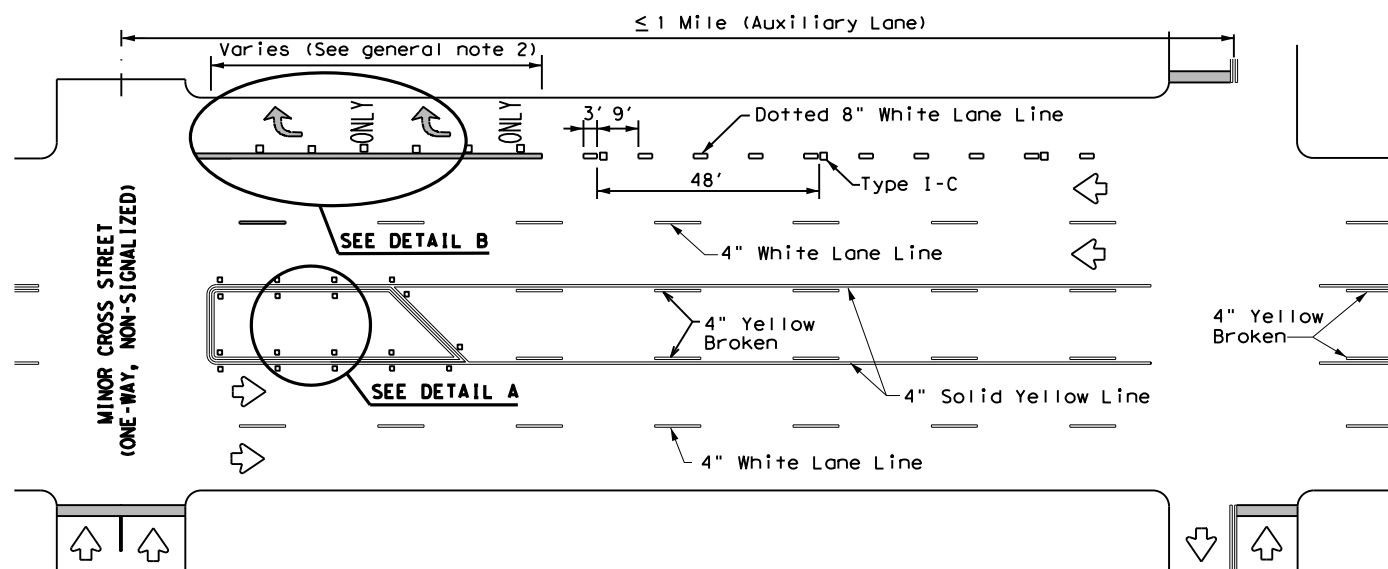 ≤ 1 Mile (Auxiliary Lane)
Varies (See general note 2)
ONLY
ONLY
3' 9'
Dotted 8" White Lane Line
48'
Type I-C
SEE DETAIL B
4" White Lane Line
MINOR CROSS STREET
(ONE-WAY, NON-SIGNALIZED)
4" Yellow
Broken
4" Yellow
Broken
SEE DETAIL A
4" Solid Yellow Line
4" White Lane Line